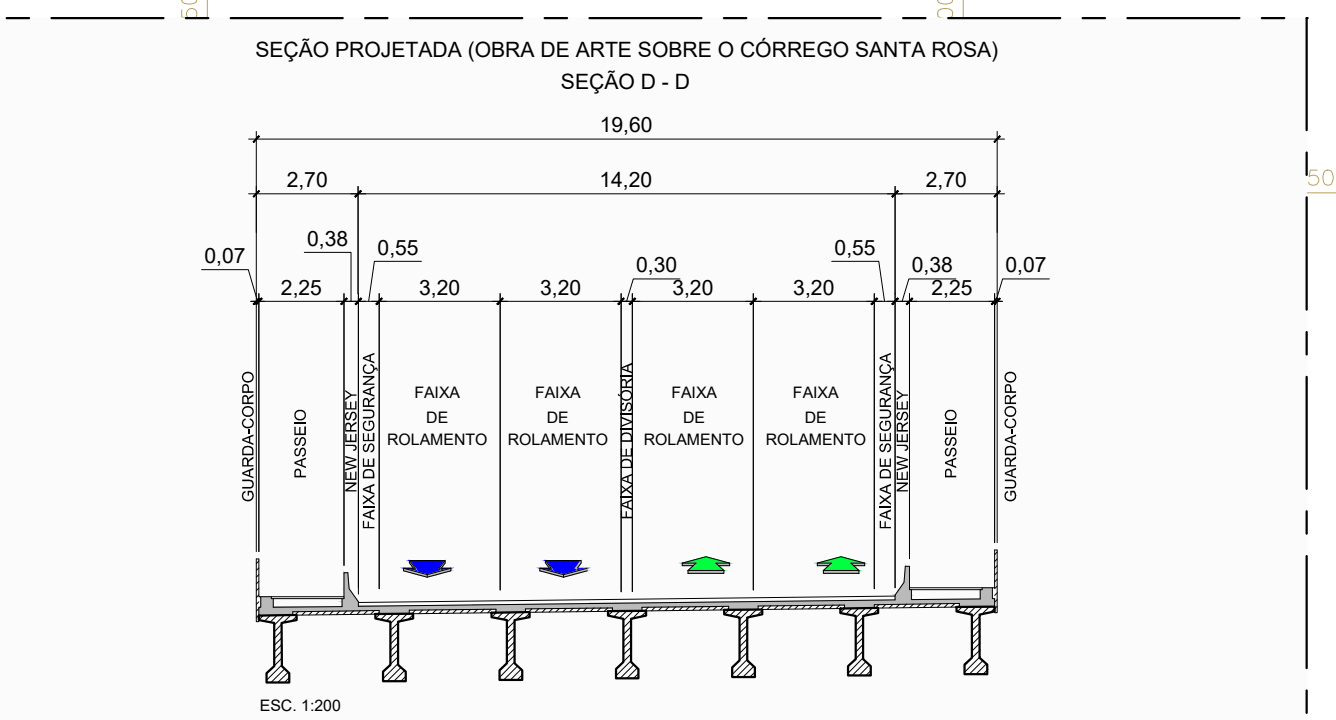 50
00
SEÇÃO PROJETADA (OBRA DE ARTE SOBRE O CÓRREGO SANTA ROSA)
SEÇÃO D - D
19,60
2,70
14,20
2,70
50
0,07
0,38
0,55
0,30
0,55
0,38
0,07
2,25
3,20
3,20
3,20
3,20
2,25
GUARDA-CORPO
PASSEIO
NEW JERSEY
FAIXA DE SEGURANÇA
FAIXA
DE
ROLAMENTO
FAIXA
DE
ROLAMENTO
FAIXA DE DIVISÓRIA
FAIXA
DE
ROLAMENTO
FAIXA
DE
ROLAMENTO
FAIXA DE SEGURANÇA
NEW JERSEY
PASSEIO
GUARDA-CORPO
ESC. 1:200